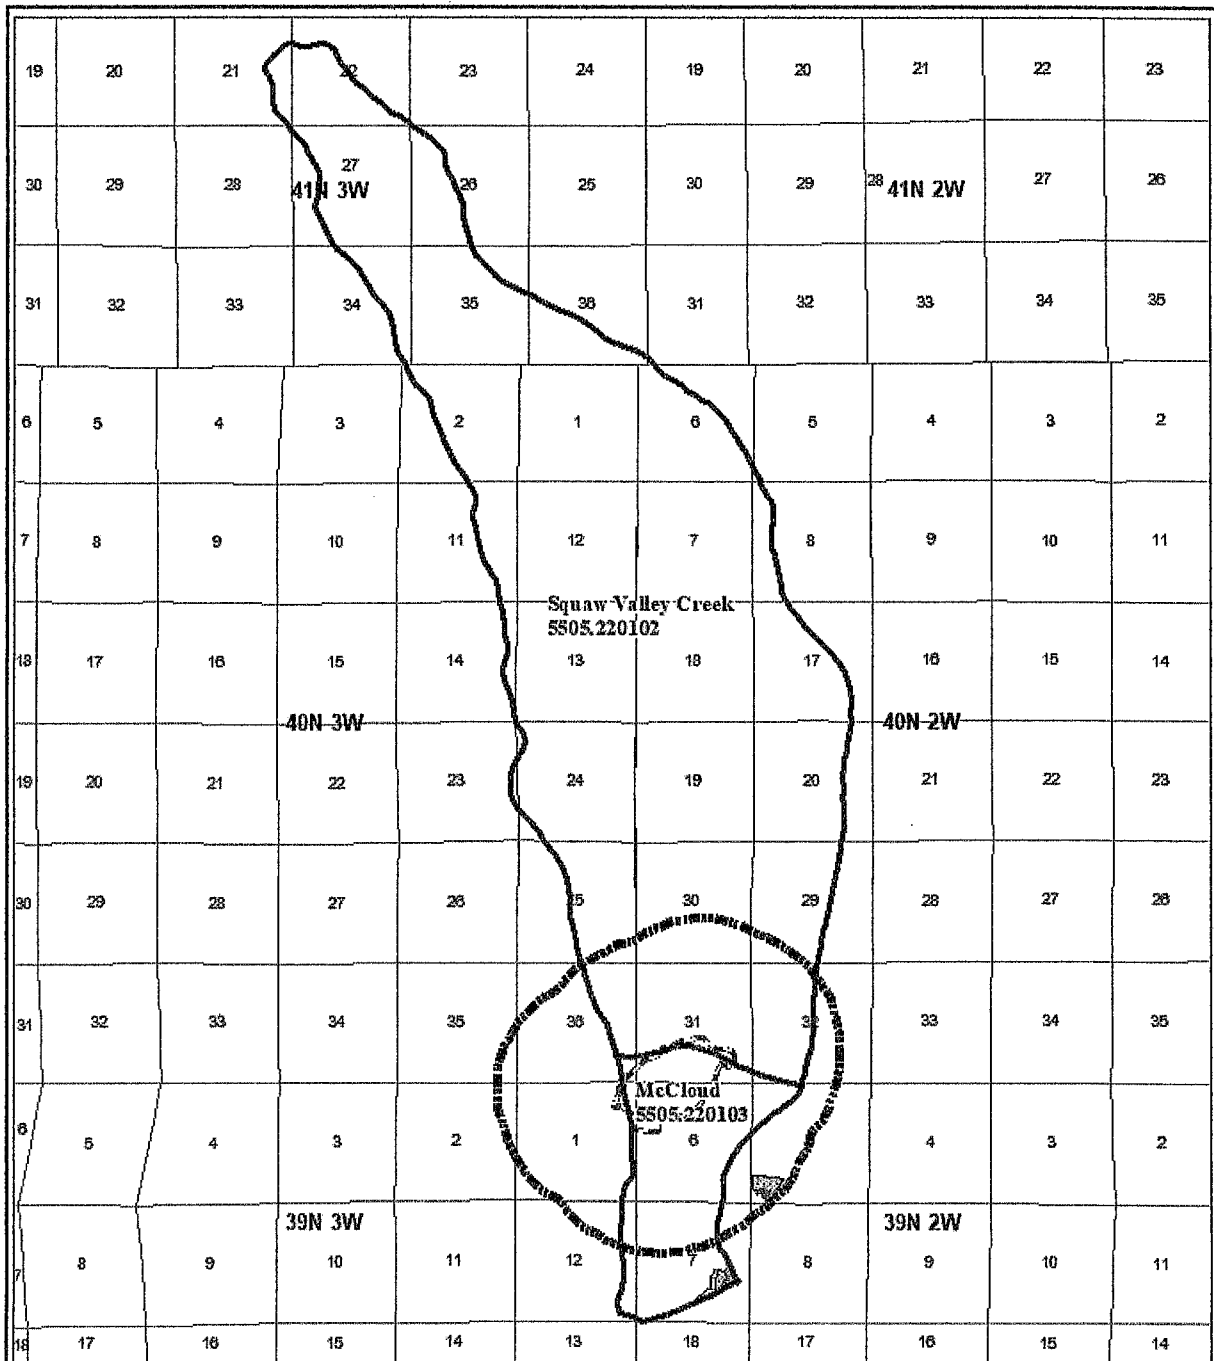 19 20 21 22 23 24 19 20 21 22 23
27
30 29 28 26 25 30 29 28 27 26
41N 3W 41N 2W
31 32 33 34 35 36 31 32 33 34 35
6 5 4 3 2 1 6 5 4 3 2
7 8 9 10 11 12 7 8 9 10 11
Squaw Valley Creek
5505.220102
18 17 16 15 14 13 18 17 16 15 14
40N 3W 40N 2W
19 20 21 22 23 24 19 20 21 22 23
30 29 28 27 26 25 30 29 28 27 26
31 32 33 34 35 36 31 32 33 34 35
McCloud
5505.220103
6 5 4 3 2 1 6 4 3 2
39N 3W 39N 2W
7 8 9 10 11 12 7 8 9 10 11
18 17 16 15 14 13 18 17 16 15 14